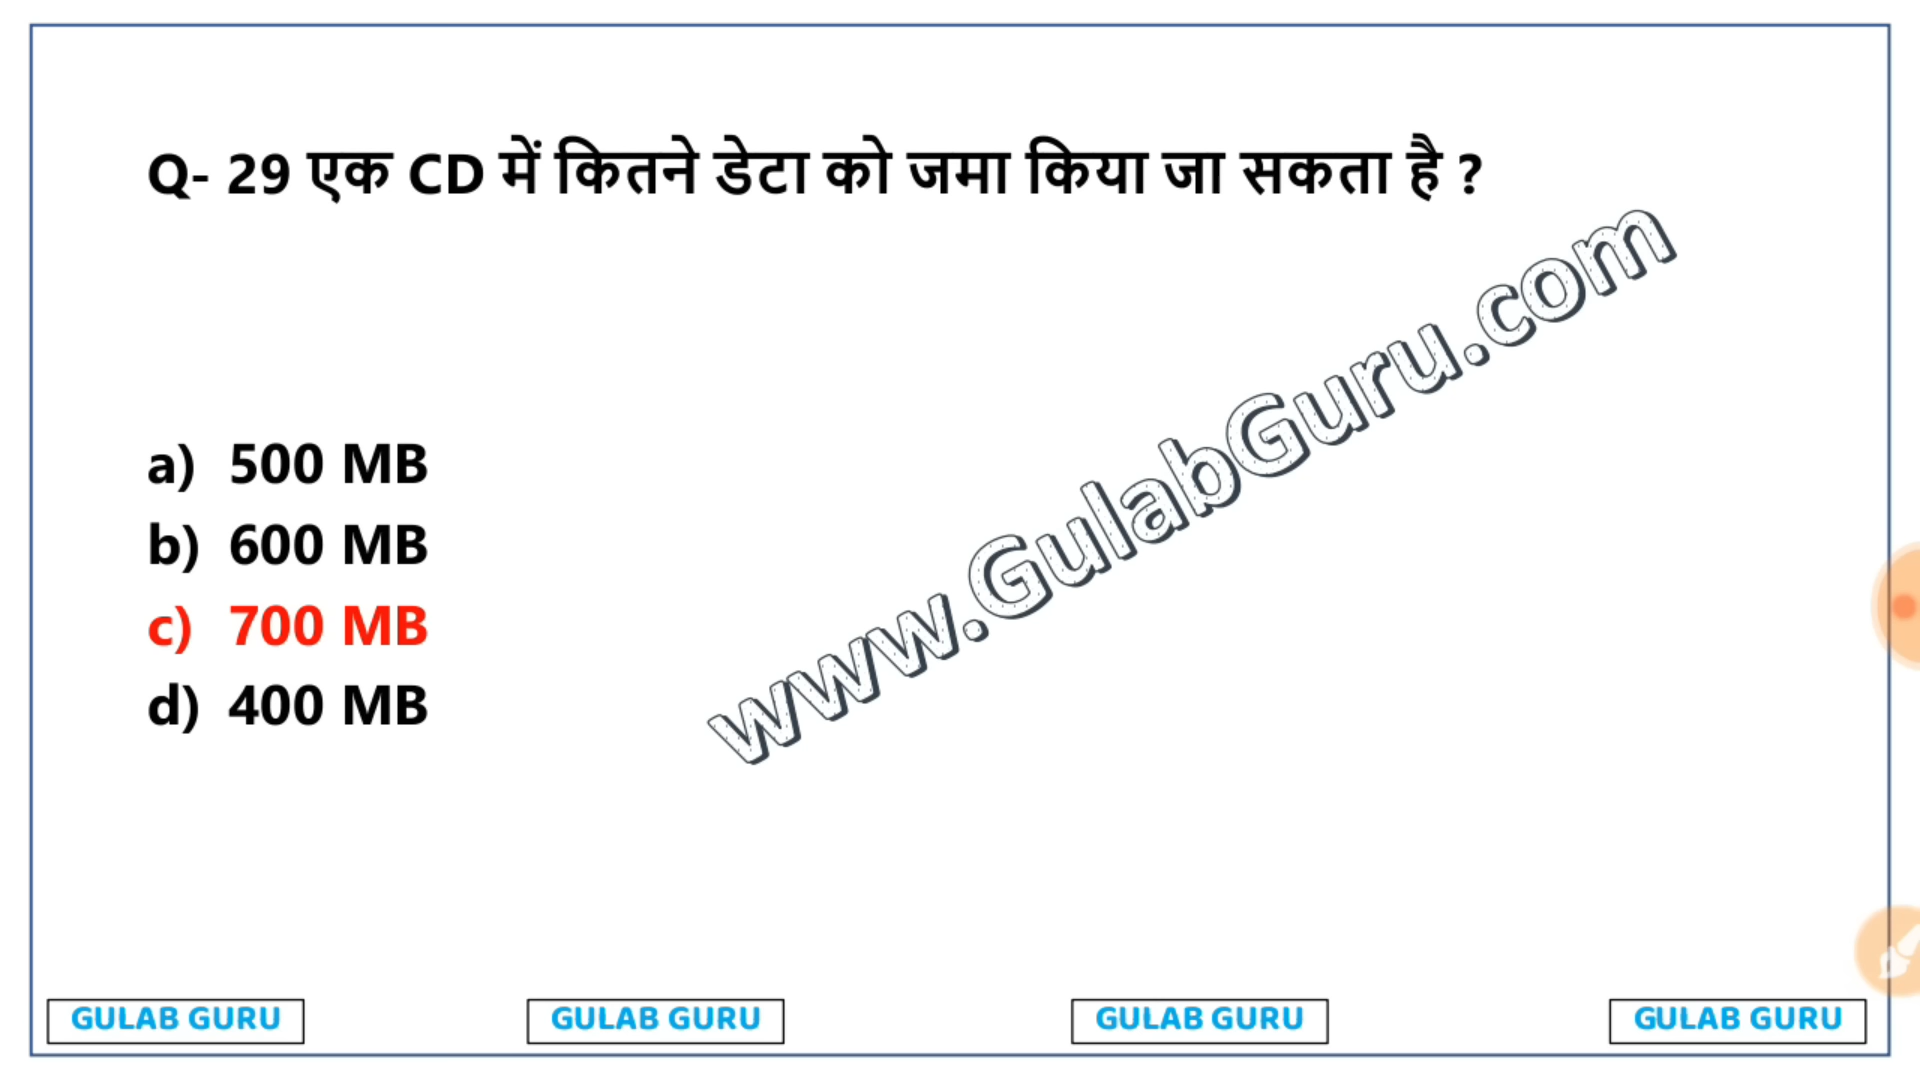 Q- 29 एक CD में कितने डेटा को जमा किया जा सकता है ?
www.GulabGuru.com
a) 500 MB
b) 600 MB
c) 700 MB
d) 400 MB
GULAB GURU GULAB GURU GULAB GURU GULAB GURU